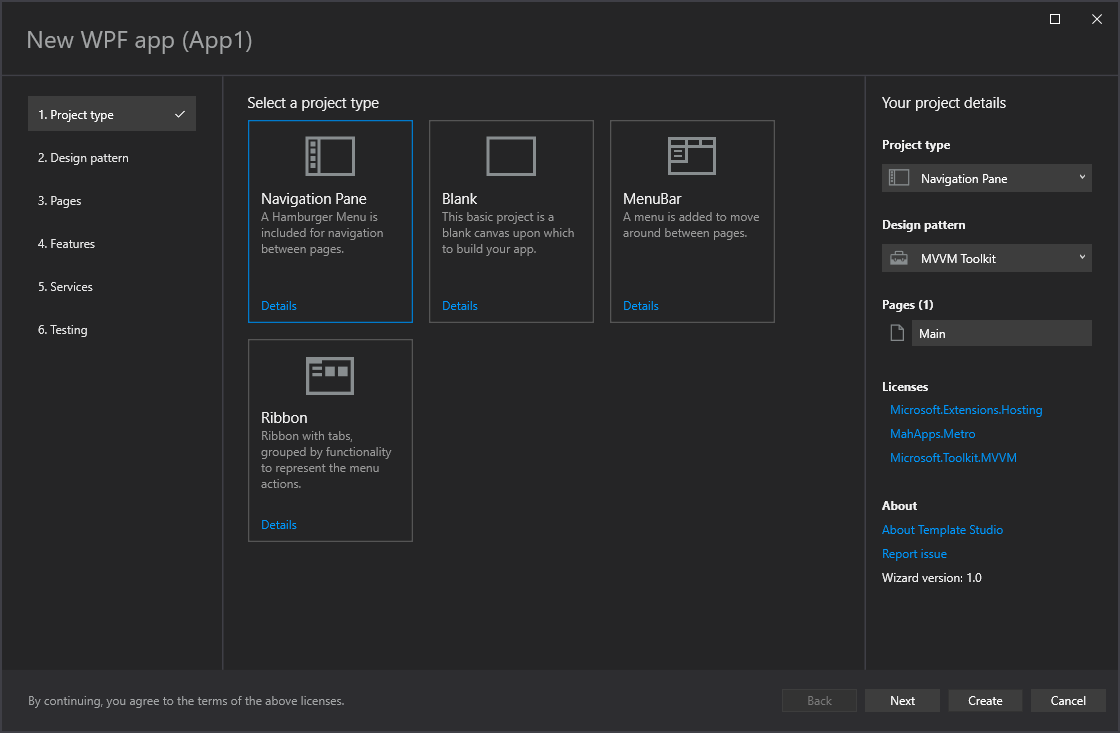 New WPF app (App1)
1. Project type
2. Design pattern
3. Pages
4. Features
5. Services
6. Testing
Select a project type
Navigation Pane
A Hamburger Menu is
included for navigation
between pages.
Details
Blank
This basic project is a
blank canvas upon which
to build your app.
Details
MenuBar
A menu is added to move
around between pages.
Details
Ribbon
Ribbon with tabs,
grouped by functionality
to represent the menu
actions.
Details
Your project details
Project type
Navigation Pane
Design pattern
MVVM Toolkit
Pages (1)
Main
Licenses
Microsoft.Extensions.Hosting
MahApps.Metro
Microsoft.Toolkit.MVVM
About
About Template Studio
Report issue
Wizard version: 1.0
By continuing, you agree to the terms of the above licenses.
Back
Next
Create
Cancel